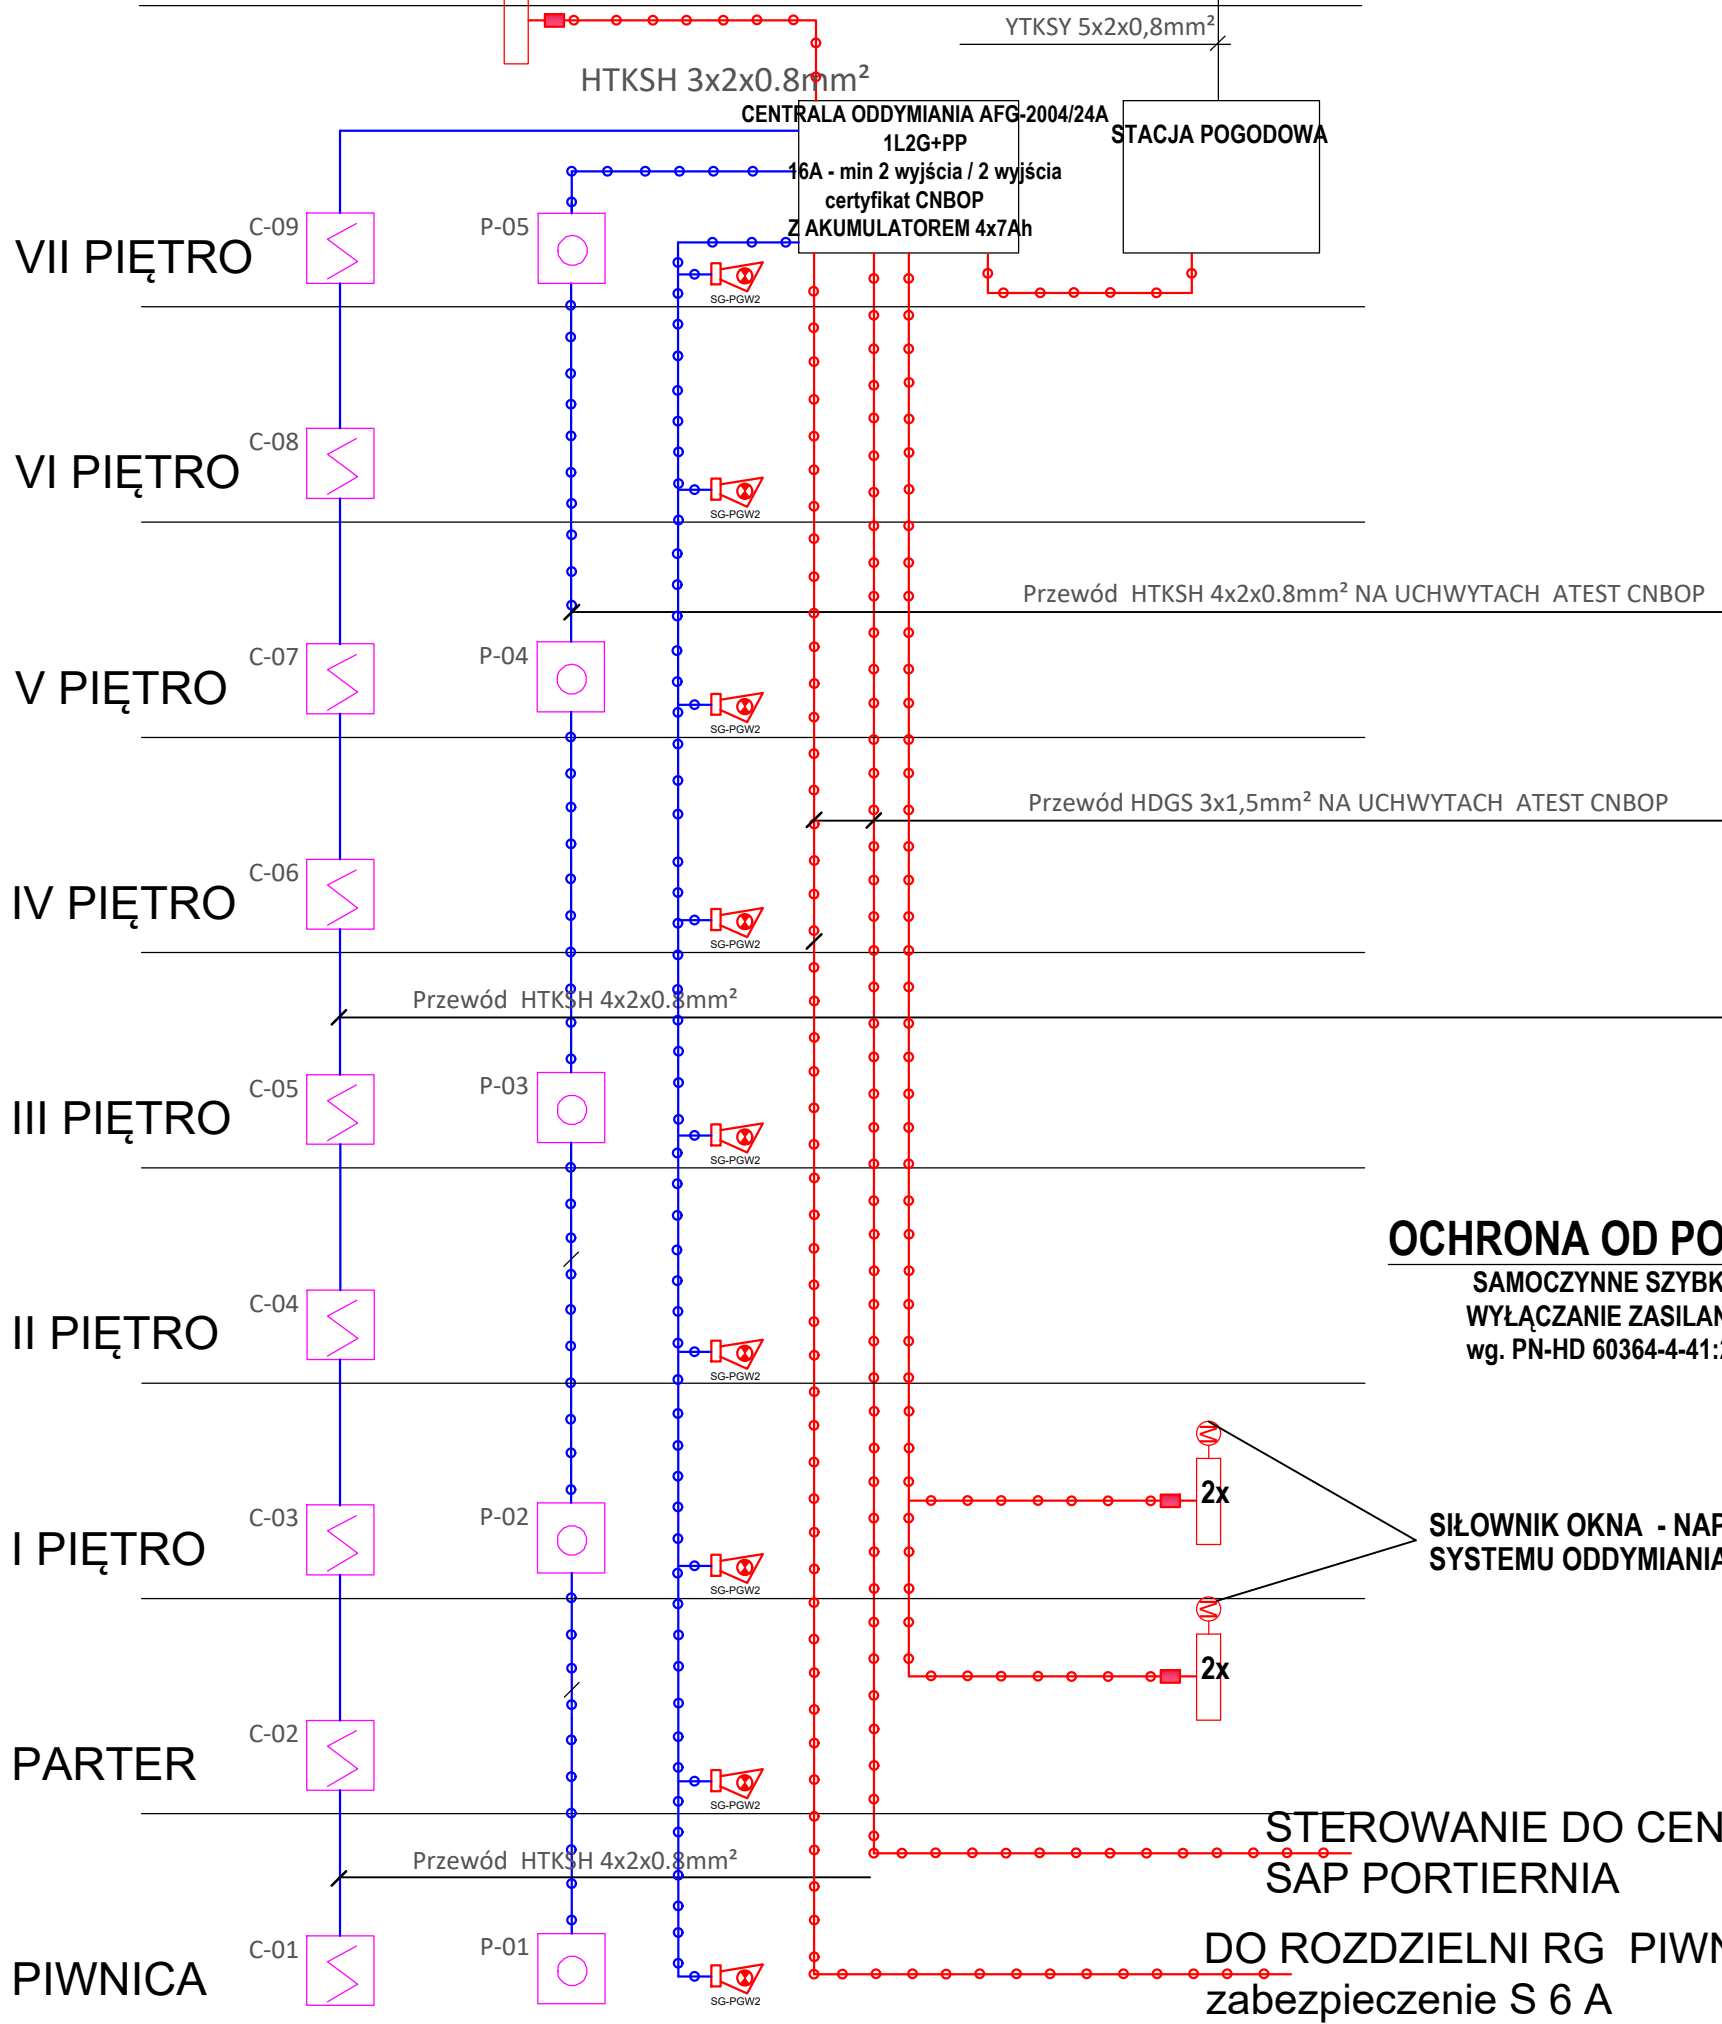 YTKSY 5x2x0,8mm²
HTKSH 3x2x0.8mm²
CENTRALA ODDYMIANIA AFG-2004/24A
1L2G+PP
16A - min 2 wyjścia / 2 wyjścia
certyfikat CNBOP
Z AKUMULATOREM 4x7Ah
STACJA POGODOWA
VII PIĘTRO
C-09
P-05
SG-PGW2
VI PIĘTRO
C-08
SG-PGW2
Przewód HTKSH 4x2x0.8mm² NA UCHWYTACH ATEST CNBOP
V PIĘTRO
C-07
P-04
SG-PGW2
Przewód HDGS 3x1,5mm² NA UCHWYTACH ATEST CNBOP
IV PIĘTRO
C-06
SG-PGW2
Przewód HTKSH 4x2x0.8mm²
III PIĘTRO
C-05
P-03
SG-PGW2
OCHRONA OD PO
SAMOCZYNNE SZYBK
WYŁĄCZANIE ZASILAN
wg. PN-HD 60364-4-41:2
II PIĘTRO
C-04
SG-PGW2
M
2x
SIŁOWNIK OKNA - NAP
SYSTEMU ODDYMIANIA
I PIĘTRO
C-03
P-02
SG-PGW2
M
2x
PARTER
C-02
SG-PGW2
STEROWANIE DO CEN
SAP PORTIERNIA
Przewód HTKSH 4x2x0.8mm²
PIWNICA
C-01
P-01
SG-PGW2
DO ROZDZIELNI RG PIWN
zabezpieczenie S 6 A